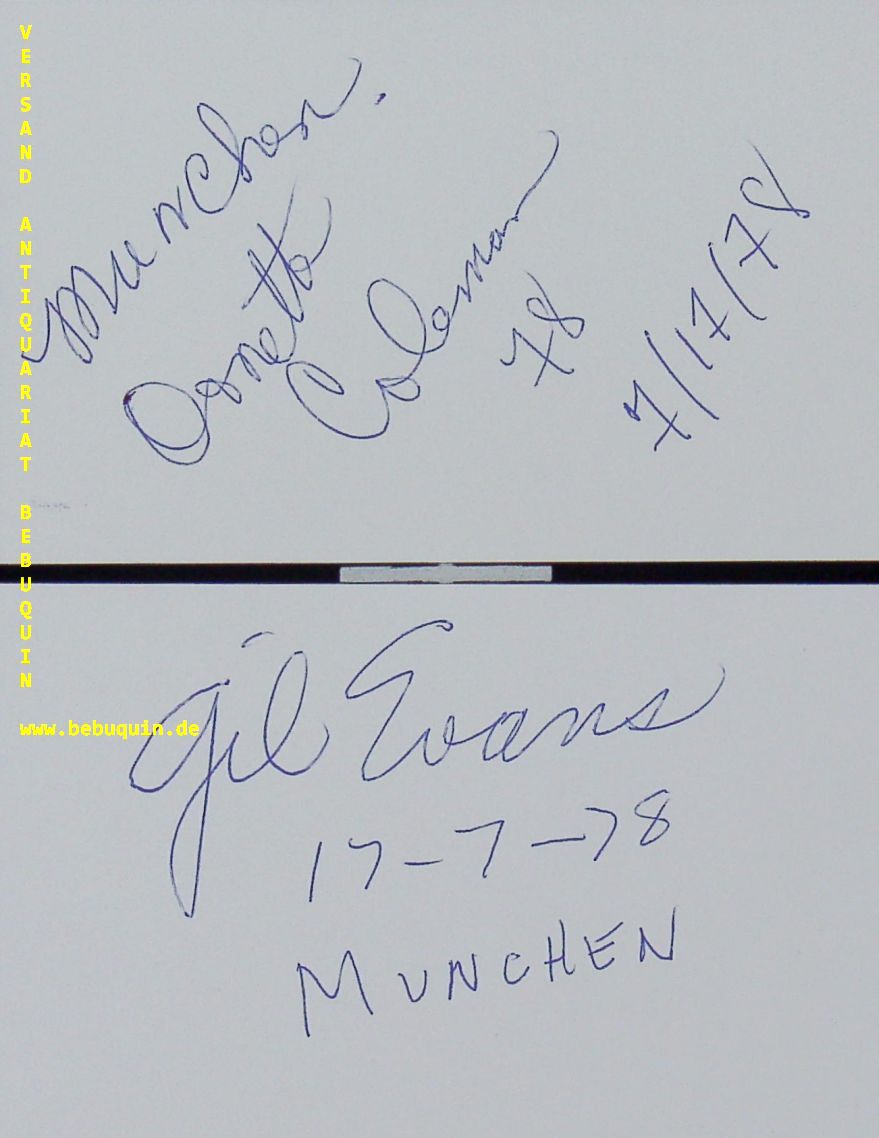 VERSAND ANTIQUARIAT BEBUQUIN
www.bebuquin.de
Munchen.
Ornette
Coleman
78
7/17/78
Gil Evans
17-7-78
MUNCHEN